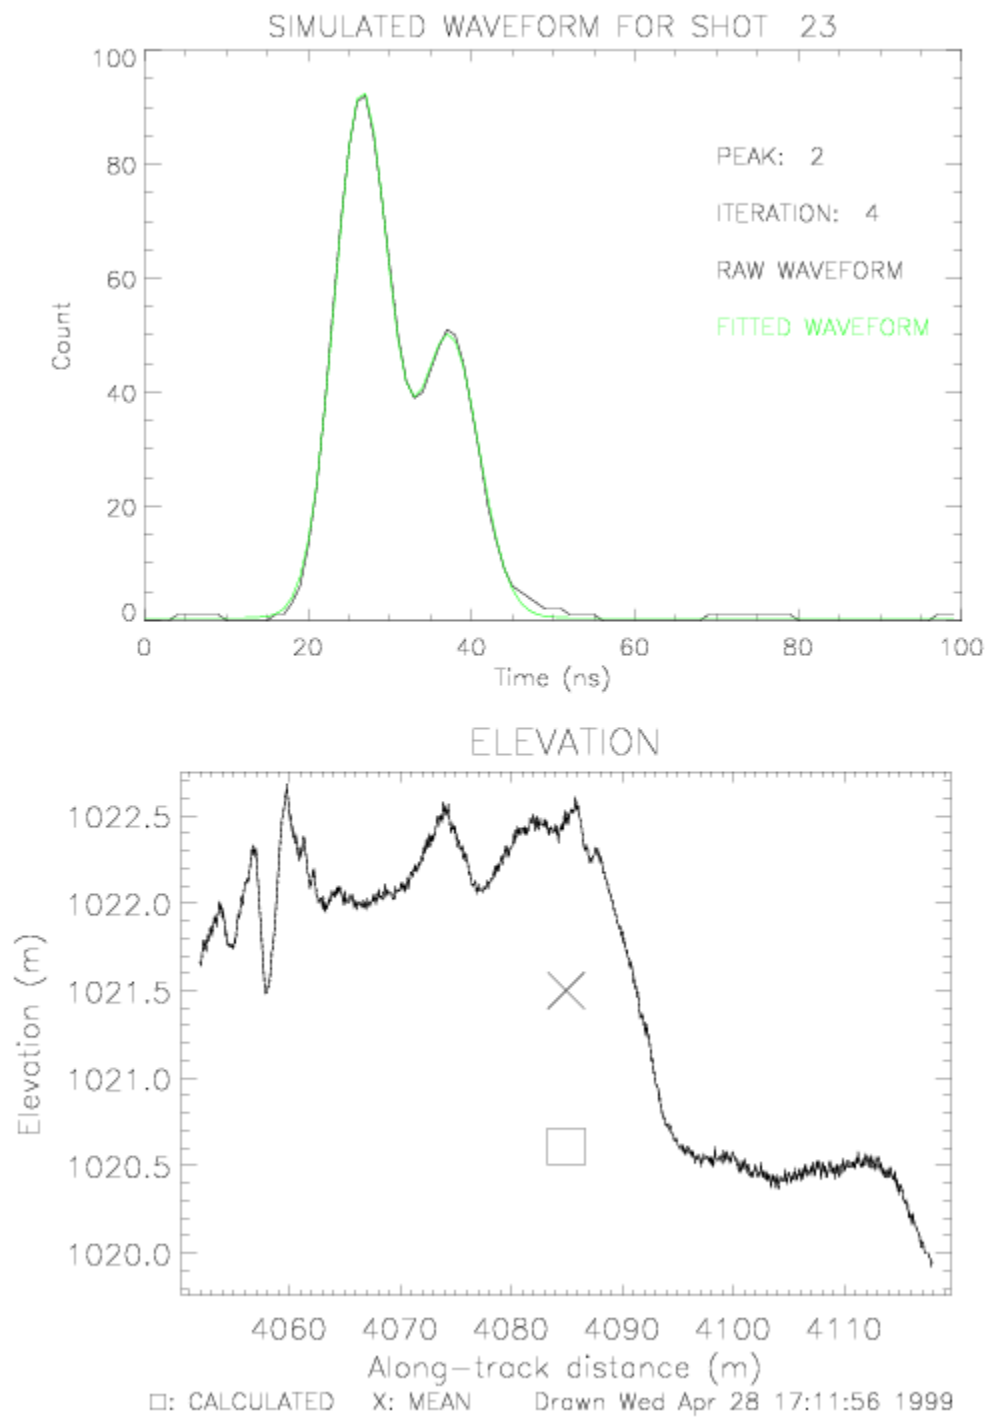 SIMULATED WAVEFORM FOR SHOT 23
100
80
60
40
20
0
Count
PEAK: 2
ITERATION: 4
RAW WAVEFORM
FITTED WAVEFORM
0 20 40 60 80 100
Time (ns)
ELEVATION
1022.5
1022.0
1021.5
1021.0
1020.5
1020.0
Elevation (m)
4060 4070 4080 4090 4100 4110
Along-track distance (m)
□: CALCULATED X: MEAN Drawn Wed Apr 28 17:11:56 1999